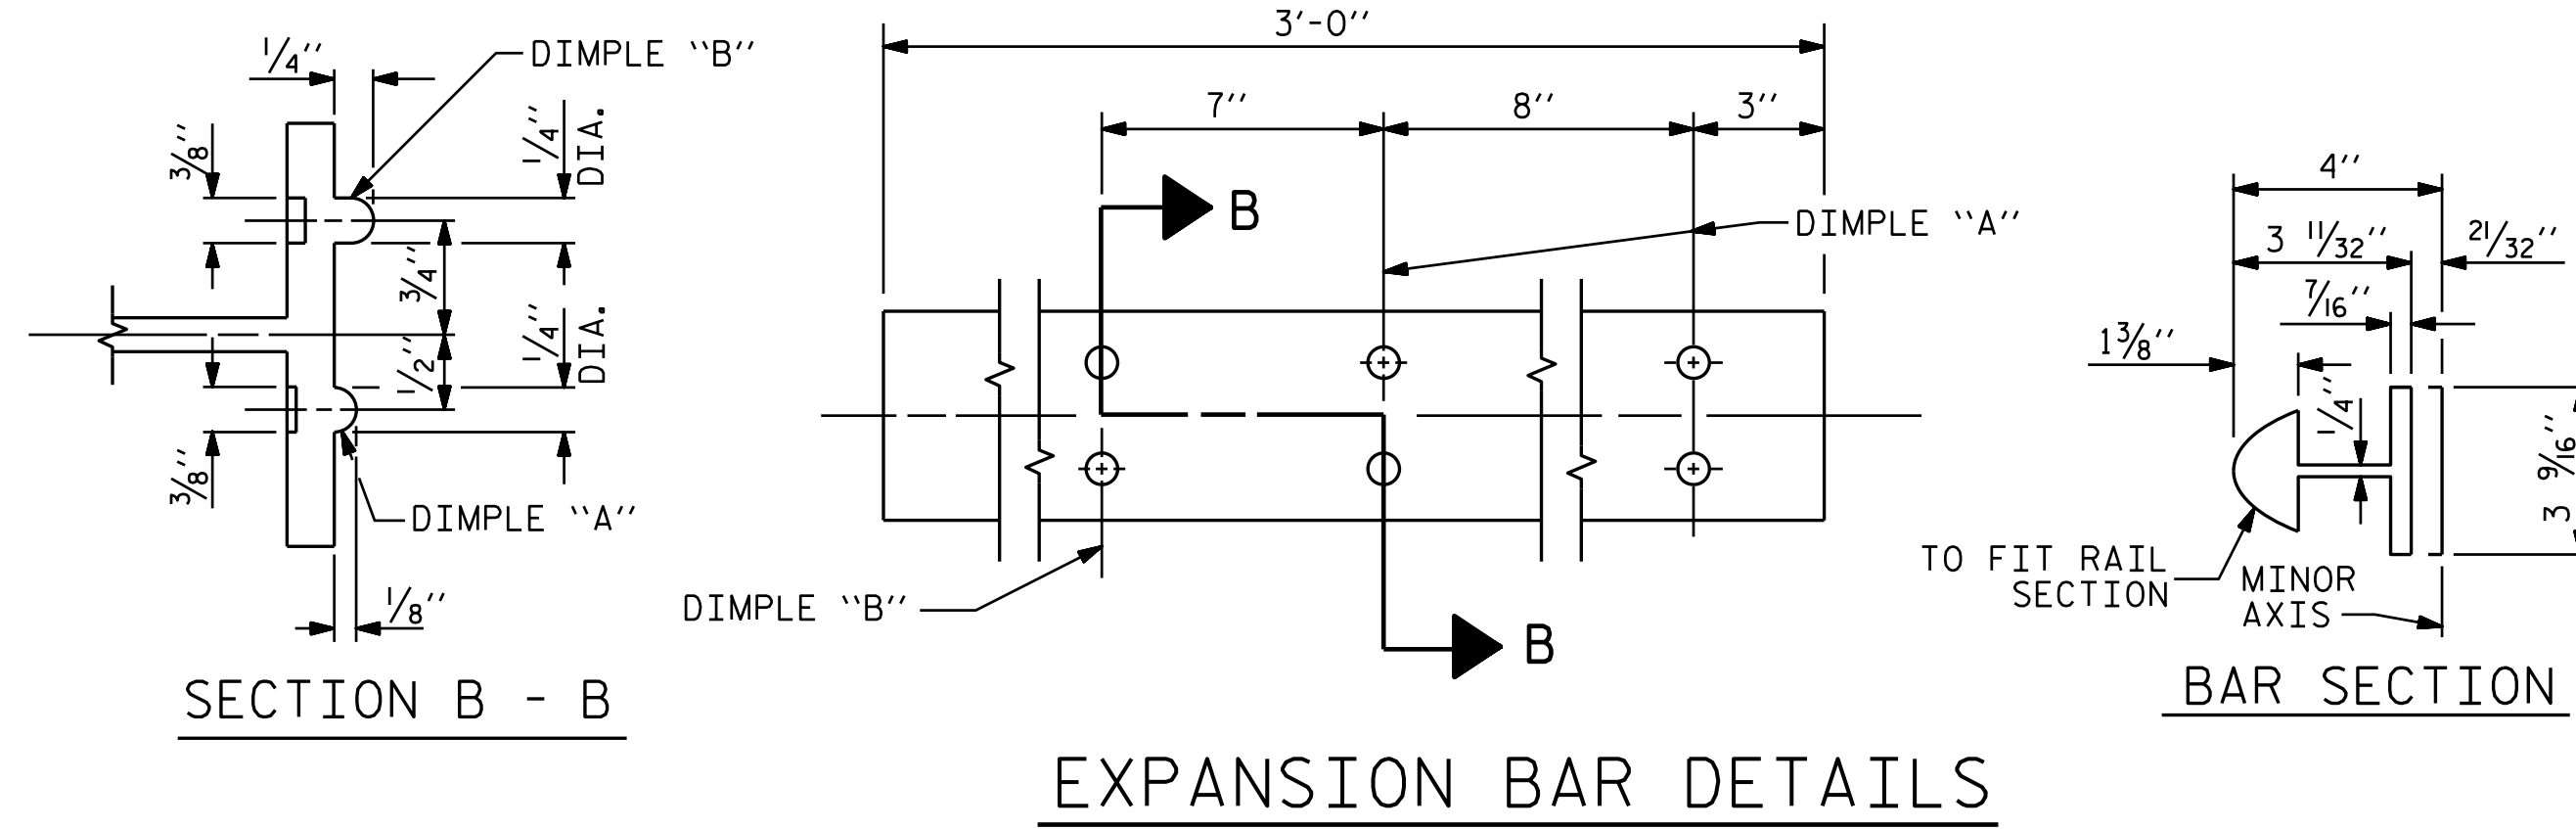 1/4''
DIMPLE ``B''
3/8''
1/4'' DIA.
3/4''
1/2''
1/4'' DIA.
3/8''
DIMPLE ``A''
1/8''
SECTION B - B
3'-0''
7''
8''
3''
B
DIMPLE ``A''
DIMPLE ``B''
B
EXPANSION BAR DETAILS
4''
3 11/32''
21/32''
7/16''
1 3/8''
1/4''
3 9/16''
TO FIT RAIL
SECTION
MINOR
AXIS
BAR SECTION